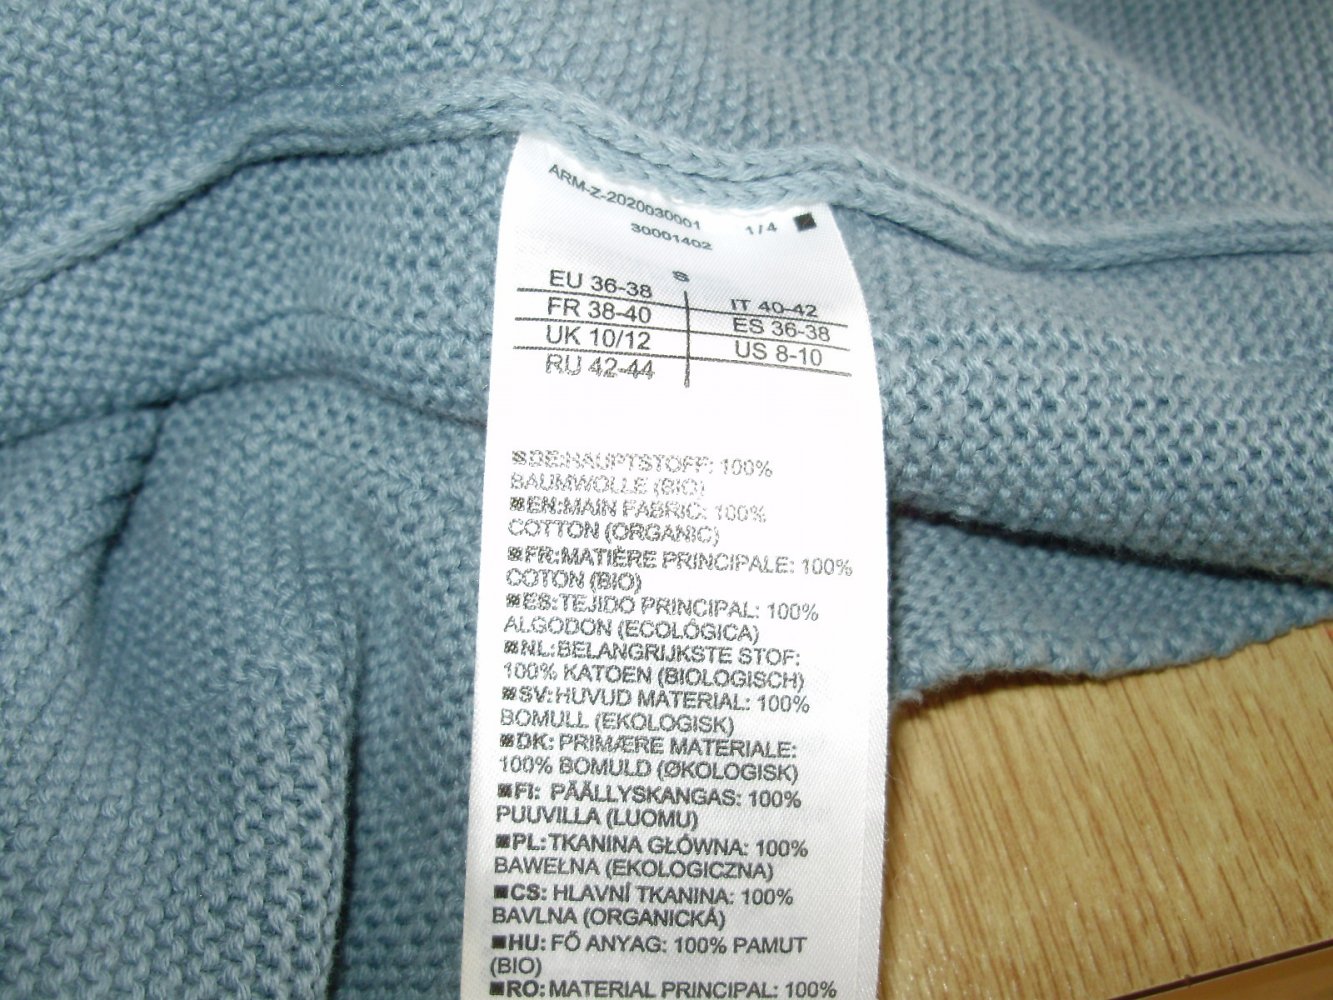 ARM-Z-2020030001 1/4
30001402
S
EU 36-38 IT 40-42
FR 38-40 ES 36-38
UK 10/12 US 8-10
RU 42-44
DE:HAUPTSTOFF: 100%
BAUMWOLLE (BIO)
EN:MAIN FABRIC: 100%
COTTON (ORGANIC)
FR:MATIÈRE PRINCIPALE: 100%
COTON (BIO)
ES:TEJIDO PRINCIPAL: 100%
ALGODON (ECOLÓGICA)
NL:BELANGRIJKSTE STOF:
100% KATOEN (BIOLOGISCH)
SV:HUVUD MATERIAL: 100%
BOMULL (EKOLOGISK)
DK: PRIMÆRE MATERIALE:
100% BOMULD (ØKOLOGISK)
FI: PÄÄLLYSKANGAS: 100%
PUUVILLA (LUOMU)
PL:TKANINA GŁÓWNA: 100%
BAWEŁNA (EKOLOGICZNA)
CS: HLAVNÍ TKANINA: 100%
BAVLNA (ORGANICKÁ)
HU: FŐ ANYAG: 100% PAMUT
(BIO)
RO: MATERIAL PRINCIPAL: 100%